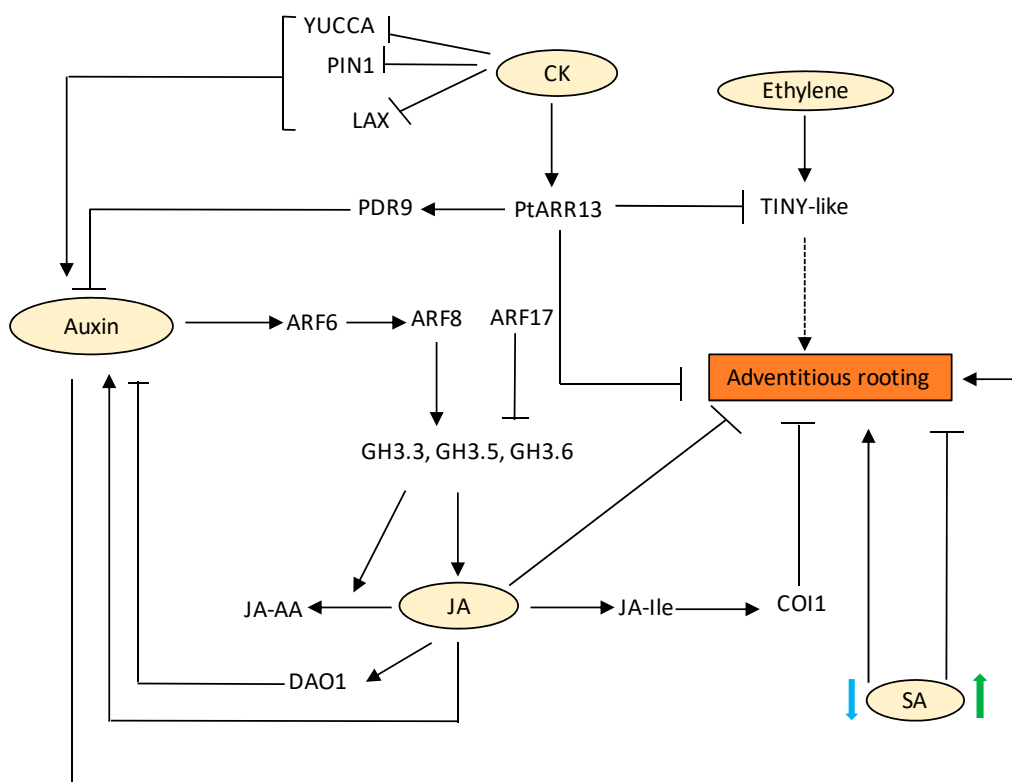 YUCCA
PIN1
CK
Ethylene
LAX
PDR9
PtARR13
TINY-like
Auxin
ARF6
ARF8
ARF17
Adventitious rooting
GH3.3, GH3.5, GH3.6
JA-AA
JA
JA-Ile
COI1
DAO1
SA